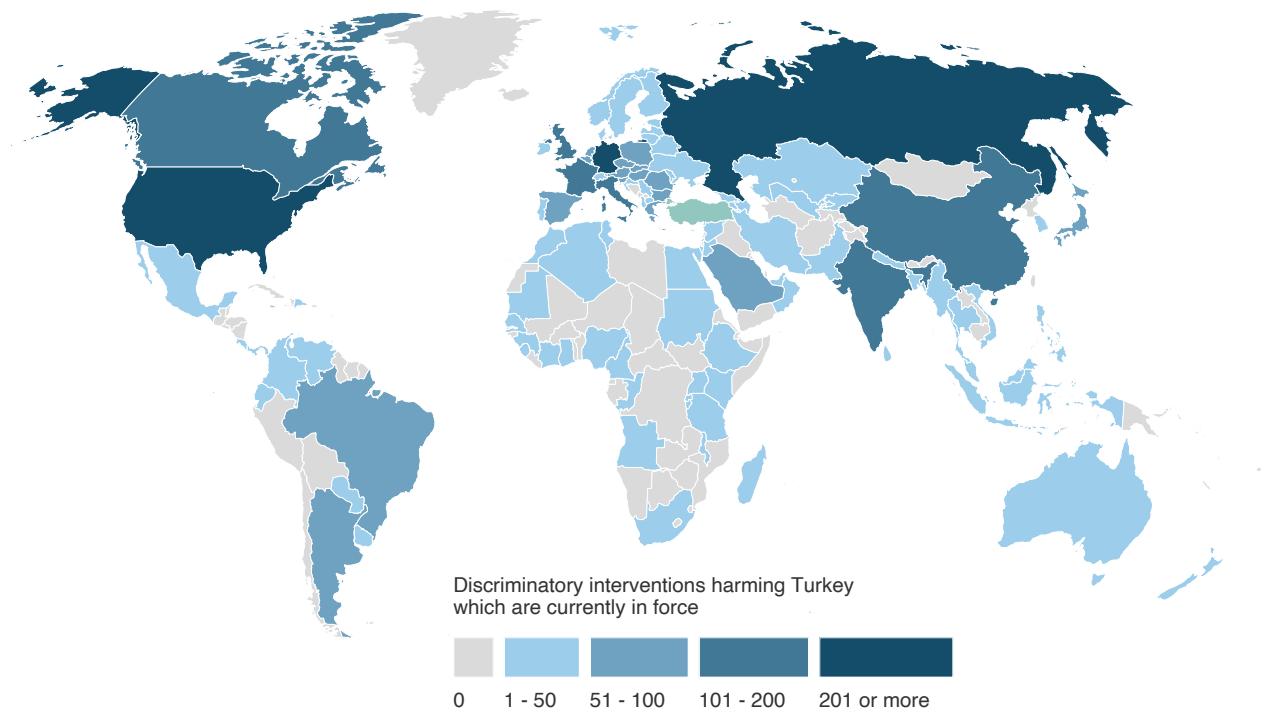 Discriminatory interventions harming Turkey
which are currently in force
0 1 - 50 51 - 100 101 - 200 201 or more